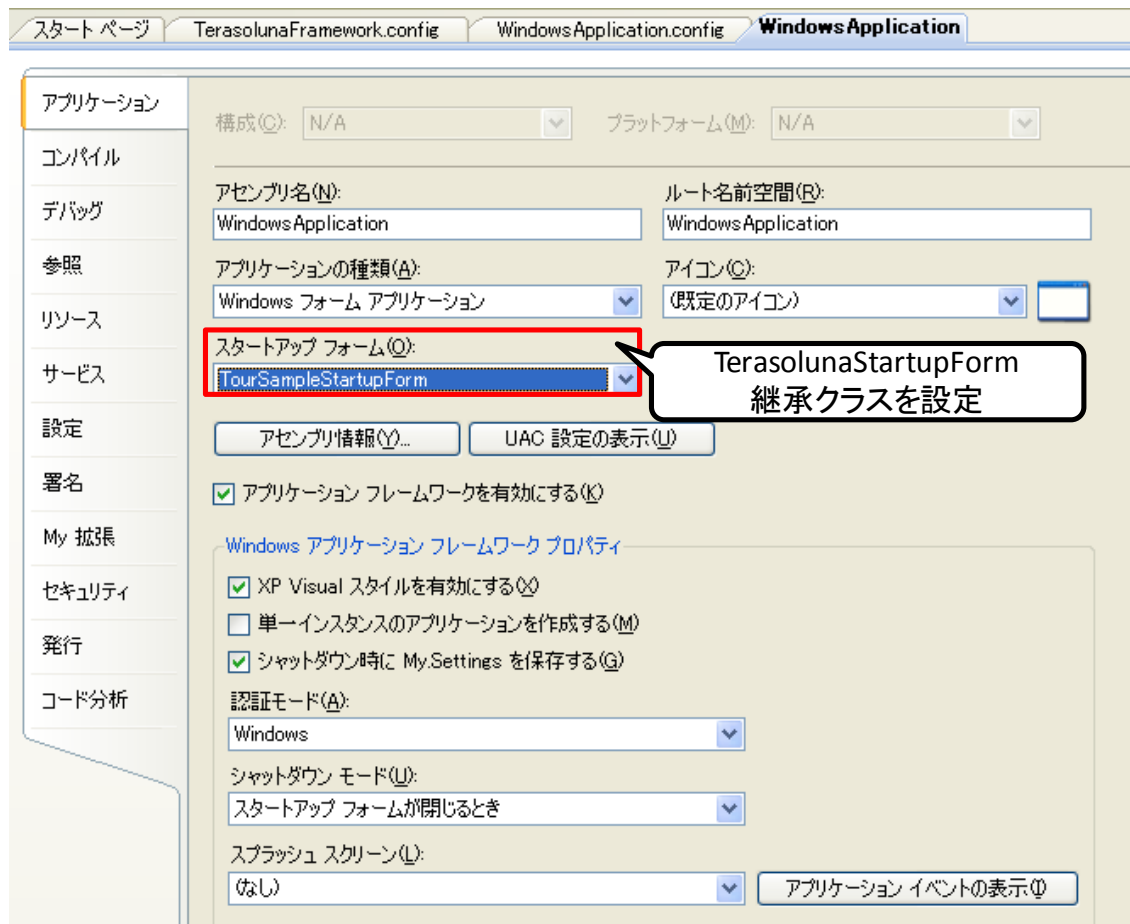 スタート ページ TerasolunaFramework.config WindowsApplication.config WindowsApplication
アプリケーション
コンパイル
デバッグ
参照
リソース
サービス
設定
署名
My 拡張
セキュリティ
発行
コード分析
構成(C): N/A プラットフォーム(M): N/A
アセンブリ名(N): ルート名前空間(R):
WindowsApplication WindowsApplication
アプリケーションの種類(A): アイコン(C):
Windows フォーム アプリケーション (既定のアイコン)
スタートアップ フォーム(O):
TourSampleStartupForm
TerasolunaStartupForm
継承クラスを設定
アセンブリ情報(Y)... UAC 設定の表示(U)
アプリケーション フレームワークを有効にする(K)
Windows アプリケーション フレームワーク プロパティ
XP Visual スタイルを有効にする(X)
単一インスタンスのアプリケーションを作成する(M)
シャットダウン時に My.Settings を保存する(G)
認証モード(A):
Windows
シャットダウン モード(U):
スタートアップ フォームが閉じるとき
スプラッシュ スクリーン(L):
(なし) アプリケーション イベントの表示(I)